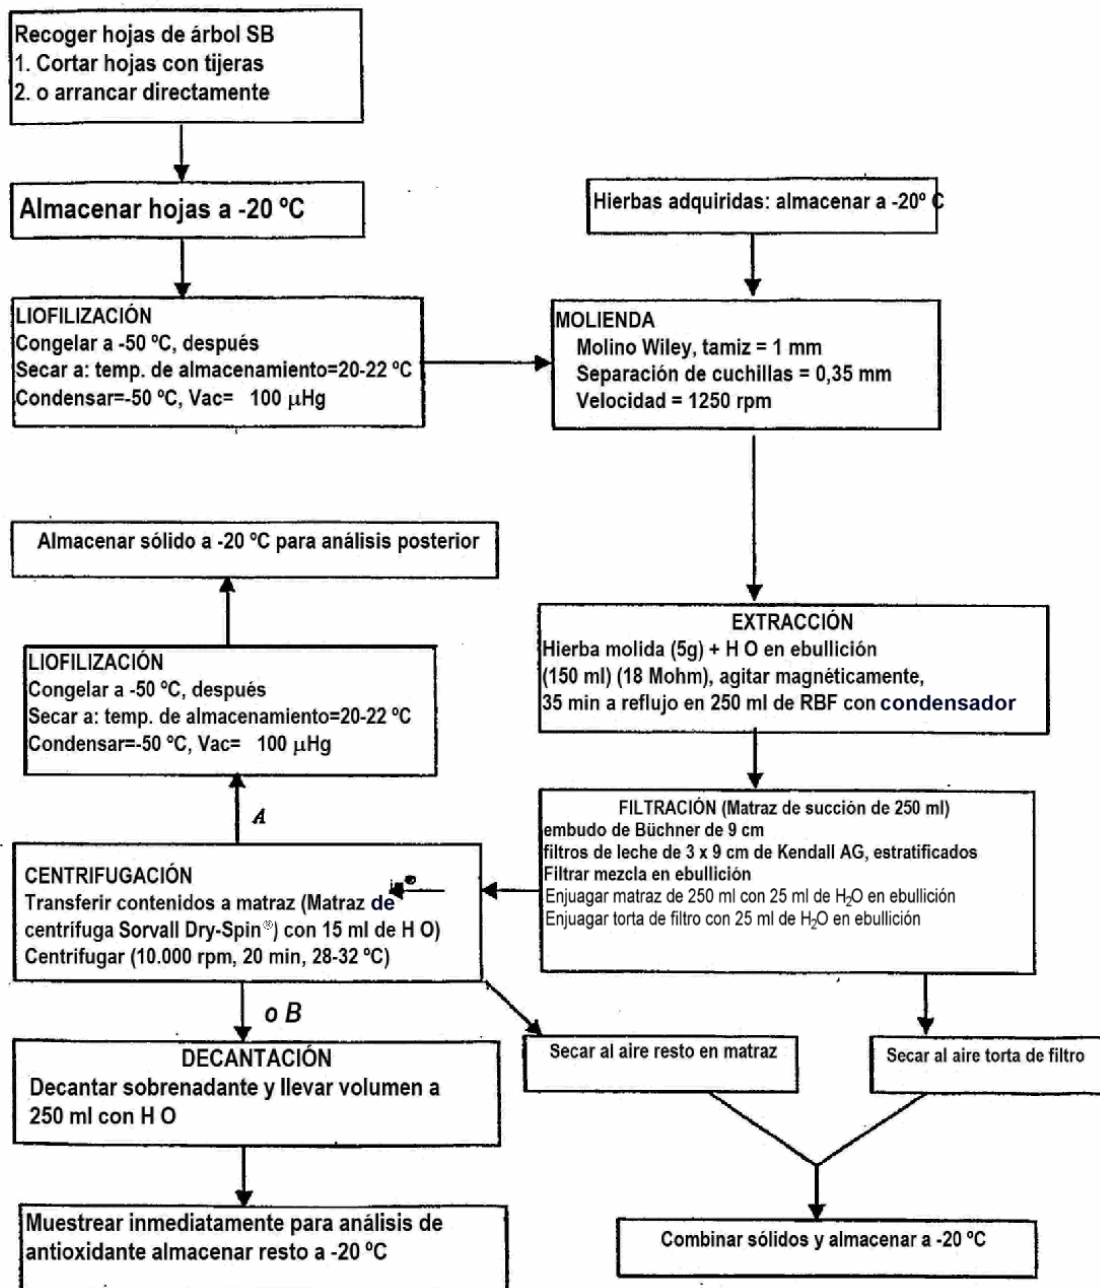 Recoger hojas de árbol SB
1. Cortar hojas con tijeras
2. o arrancar directamente
Almacenar hojas a -20 ºC
Hierbas adquiridas: almacenar a -20º C
LIOFILIZACIÓN
Congelar a -50 ºC, después
Secar a: temp. de almacenamiento=20-22 ºC
Condensar=-50 ºC, Vac= 100 µHg
MOLIENDA
Molino Wiley, tamiz = 1 mm
Separación de cuchillas = 0,35 mm
Velocidad = 1250 rpm
Almacenar sólido a -20 ºC para análisis posterior
LIOFILIZACIÓN
Congelar a -50 ºC, después
Secar a: temp. de almacenamiento=20-22 ºC
Condensar=-50 ºC, Vac= 100 µHg
EXTRACCIÓN
Hierba molida (5g) + H O en ebullición
(150 ml) (18 Mohm), agitar magnéticamente,
35 min a reflujo en 250 ml de RBF con condensador
A
FILTRACIÓN (Matraz de succión de 250 ml)
embudo de Büchner de 9 cm
filtros de leche de 3 x 9 cm de Kendall AG, estratificados
Filtrar mezcla en ebullición
Enjuagar matraz de 250 ml con 25 ml de H₂O en ebullición
Enjuagar torta de filtro con 25 ml de H₂O en ebullición
CENTRIFUGACIÓN
Transferir contenidos a matraz (Matraz de
centrífuga Sorvall Dry-Spin®) con 15 ml de H O)
Centrifugar (10.000 rpm, 20 min, 28-32 ºC)
o B
DECANTACIÓN
Decantar sobrenadante y llevar volumen a
250 ml con H O
Secar al aire resto en matraz
Secar al aire torta de filtro
Muestrear inmediatamente para análisis de
antioxidante almacenar resto a -20 ºC
Combinar sólidos y almacenar a -20 ºC